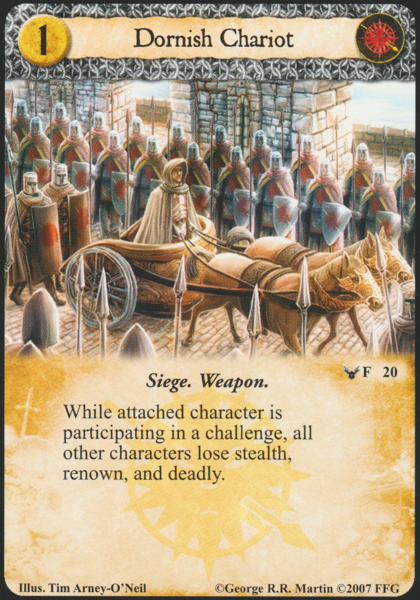 1
Dornish Chariot
Siege. Weapon.
F 20
While attached character is
participating in a challenge, all
other characters lose stealth,
renown, and deadly.
Illus. Tim Arney-O'Neil
©George R.R. Martin ©2007 FFG